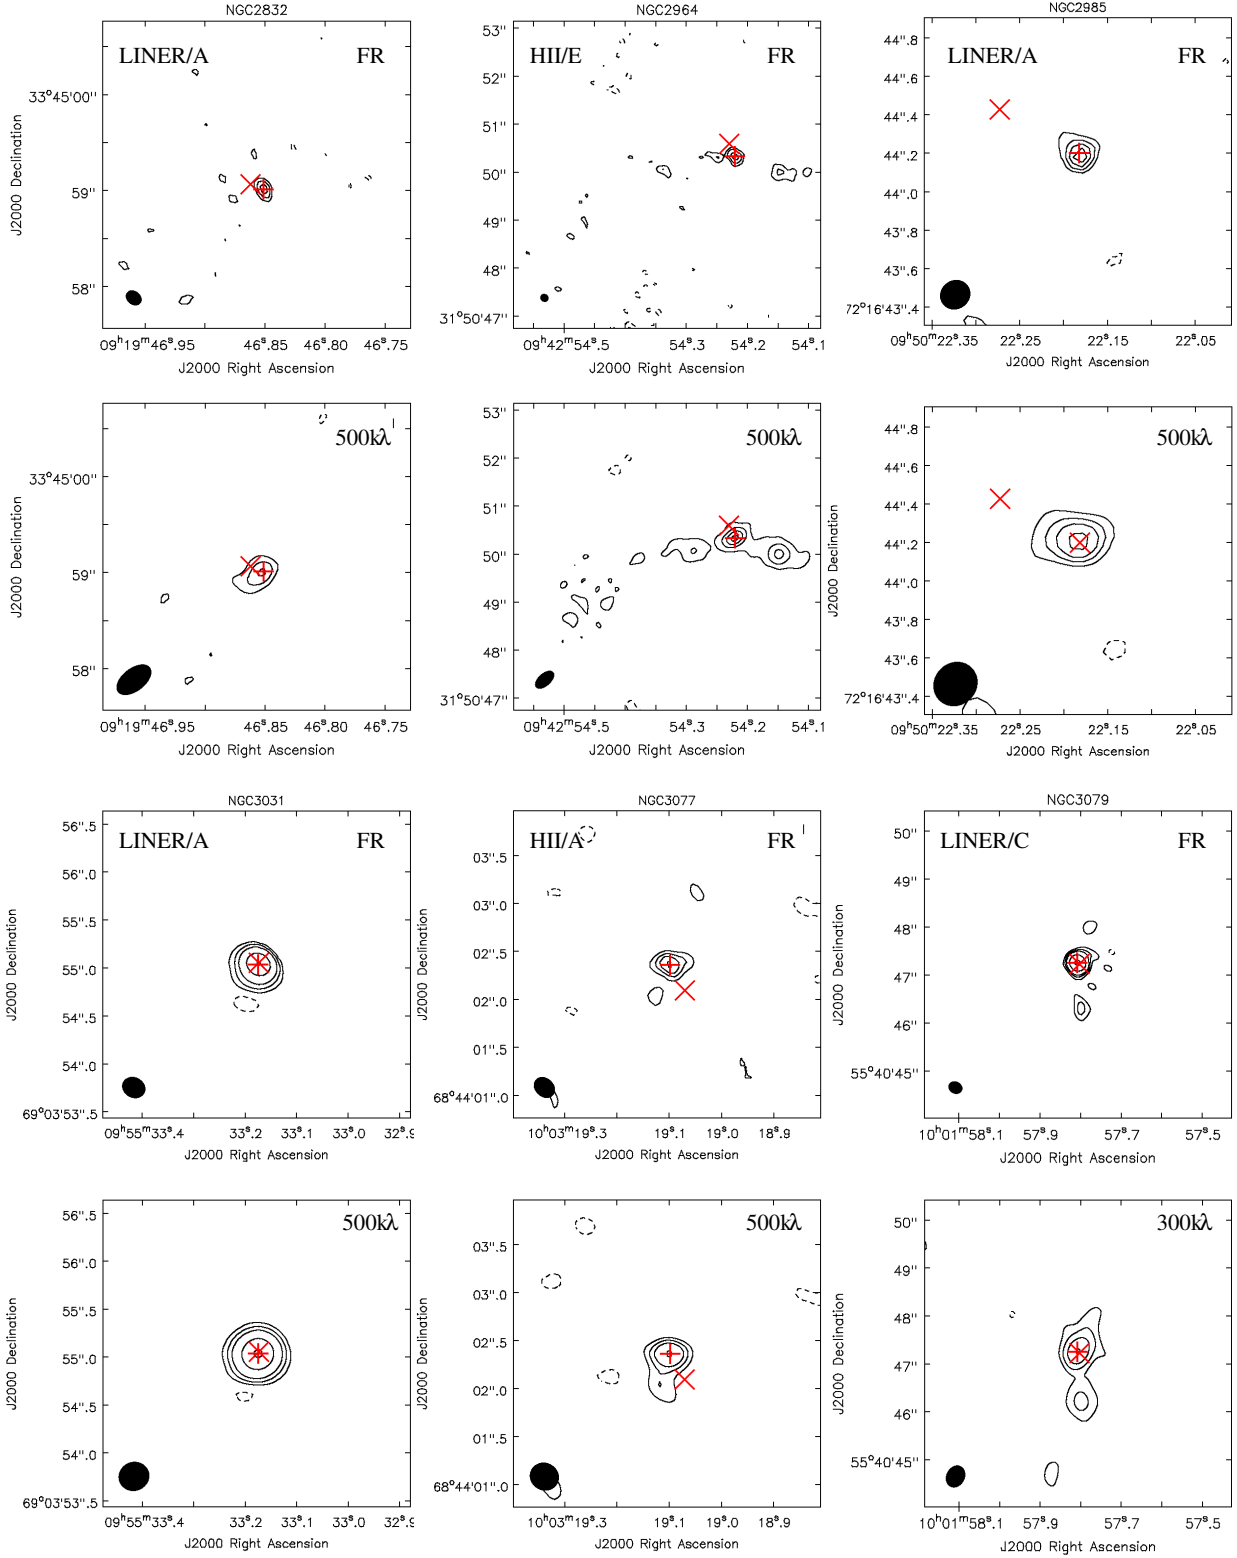 NGC2832
LINER/A FR
33°45'00"
59"
58"
J2000 Declination
09ʰ19ᵐ46ˢ.95 46ˢ.85 46ˢ.80 46ˢ.75
J2000 Right Ascension
NGC2964
HII/E FR
53"
52"
51"
50"
49"
48"
31°50'47"
J2000 Declination
09ʰ42ᵐ54ˢ.5 54ˢ.3 54ˢ.2 54ˢ.1
J2000 Right Ascension
NGC2985
LINER/A FR
44".8
44".6
44".4
44".2
44".0
43".8
43".6
72°16'43".4
J2000 Declination
09ʰ50ᵐ22ˢ.35 22ˢ.25 22ˢ.15 22ˢ.05
J2000 Right Ascension
500kλ
33°45'00"
59"
58"
J2000 Declination
09ʰ19ᵐ46ˢ.95 46ˢ.85 46ˢ.80 46ˢ.75
J2000 Right Ascension
500kλ
53"
52"
51"
50"
49"
48"
31°50'47"
J2000 Declination
09ʰ42ᵐ54ˢ.5 54ˢ.3 54ˢ.2 54ˢ.1
J2000 Right Ascension
500kλ
44".8
44".6
44".4
44".2
44".0
43".8
43".6
72°16'43".4
J2000 Declination
09ʰ50ᵐ22ˢ.35 22ˢ.25 22ˢ.15 22ˢ.05
J2000 Right Ascension
NGC3031
LINER/A FR
56".5
56".0
55".5
55".0
54".5
54".0
69°03'53".5
J2000 Declination
09ʰ55ᵐ33ˢ.4 33ˢ.2 33ˢ.1 33ˢ.0 32ˢ.9
J2000 Right Ascension
NGC3077
HII/A FR
03".5
03".0
02".5
02".0
01".5
68°44'01".0
J2000 Declination
10ʰ03ᵐ19ˢ.3 19ˢ.1 19ˢ.0 18ˢ.9
J2000 Right Ascension
NGC3079
LINER/C FR
50"
49"
48"
47"
46"
55°40'45"
J2000 Declination
10ʰ01ᵐ58ˢ.1 57ˢ.9 57ˢ.7 57ˢ.5
J2000 Right Ascension
500kλ
56".5
56".0
55".5
55".0
54".5
54".0
69°03'53".5
J2000 Declination
09ʰ55ᵐ33ˢ.4 33ˢ.2 33ˢ.1 33ˢ.0 32ˢ.9
J2000 Right Ascension
500kλ
03".5
03".0
02".5
02".0
01".5
68°44'01".0
J2000 Declination
10ʰ03ᵐ19ˢ.3 19ˢ.1 19ˢ.0 18ˢ.9
J2000 Right Ascension
300kλ
50"
49"
48"
47"
46"
55°40'45"
J2000 Declination
10ʰ01ᵐ58ˢ.1 57ˢ.9 57ˢ.7 57ˢ.5
J2000 Right Ascension